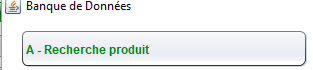 Banque de Données
A - Recherche produit